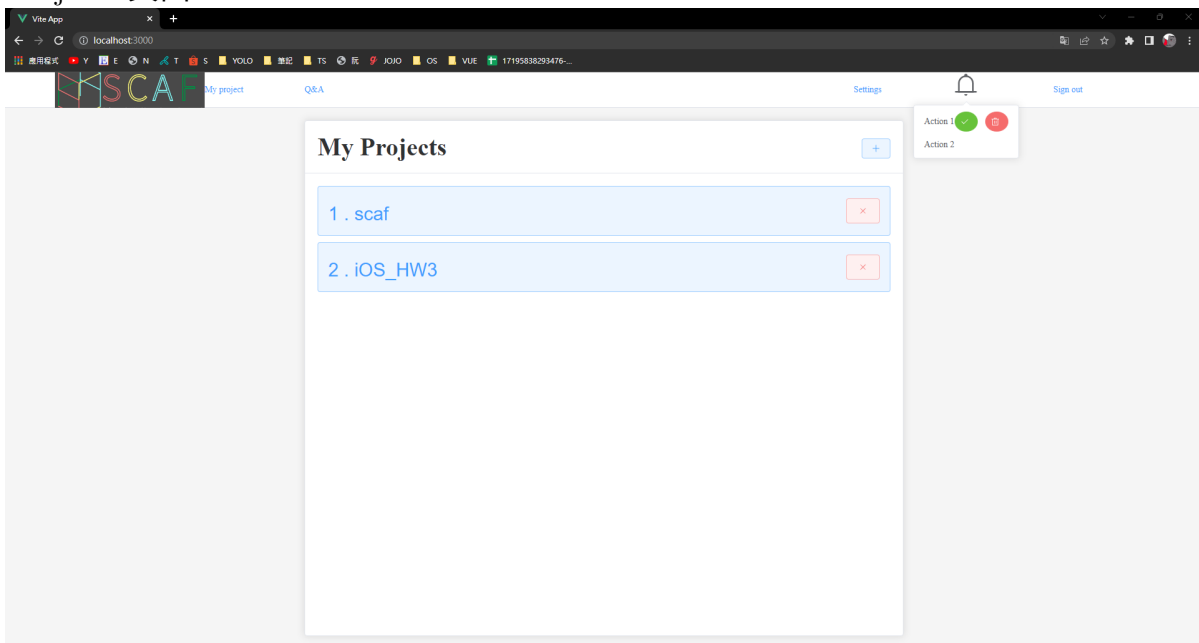 Vite App
localhost:3000
應用程式 Y E N T S YOLO 筆記 TS 阮 JOJO OS VUE 17195838293476-...
SCAF My project Q&A Settings Sign out
Action 1
Action 2
My Projects
+
1 . scaf
×
2 . iOS_HW3
×